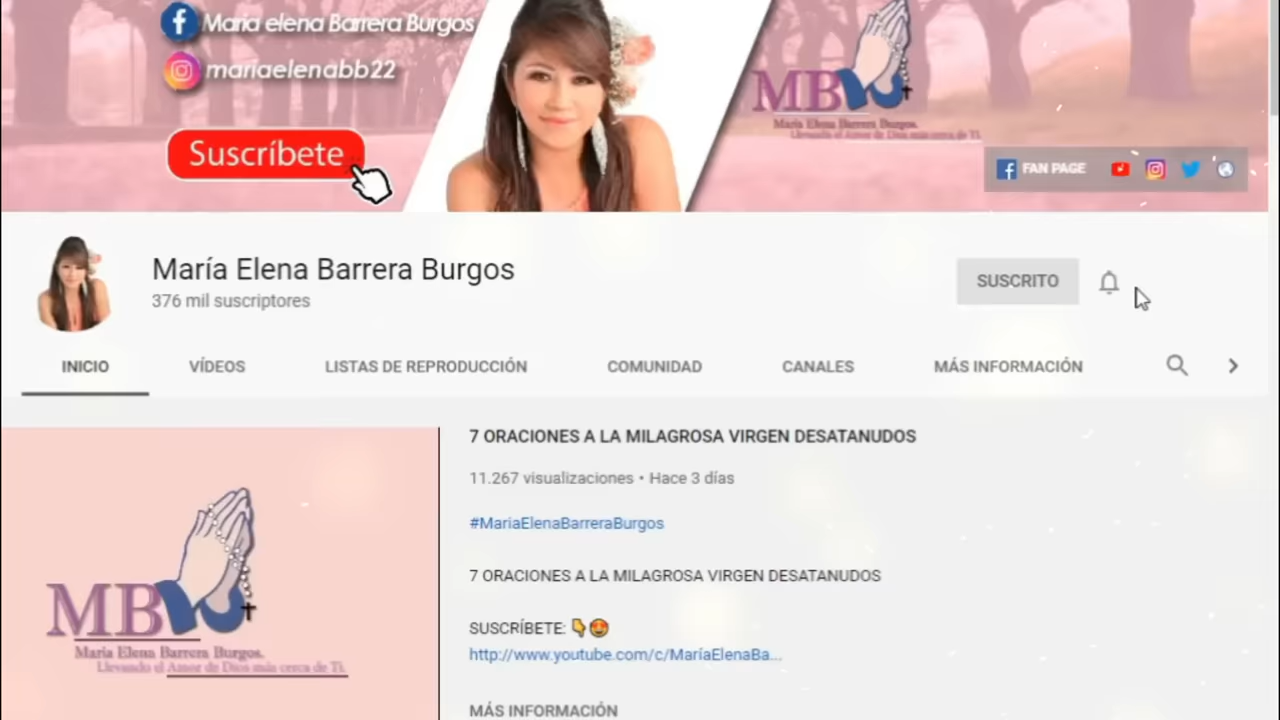 Maria elena Barrera Burgos
mariaelenabb22
Suscríbete
MB
María Elena Barrera Burgos.
Llevando el Amor de Dios más cerca de Ti.
FAN PAGE
María Elena Barrera Burgos
376 mil suscriptores
SUSCRITO
INICIO VÍDEOS LISTAS DE REPRODUCCIÓN COMUNIDAD CANALES MÁS INFORMACIÓN
7 ORACIONES A LA MILAGROSA VIRGEN DESATANUDOS
11.267 visualizaciones • Hace 3 días
#MariaElenaBarreraBurgos
7 ORACIONES A LA MILAGROSA VIRGEN DESATANUDOS
SUSCRÍBETE: 👇😍
http://www.youtube.com/c/MaríaElenaBa...
MÁS INFORMACIÓN
MB
María Elena Barrera Burgos.
Llevando el Amor de Dios más cerca de Ti.